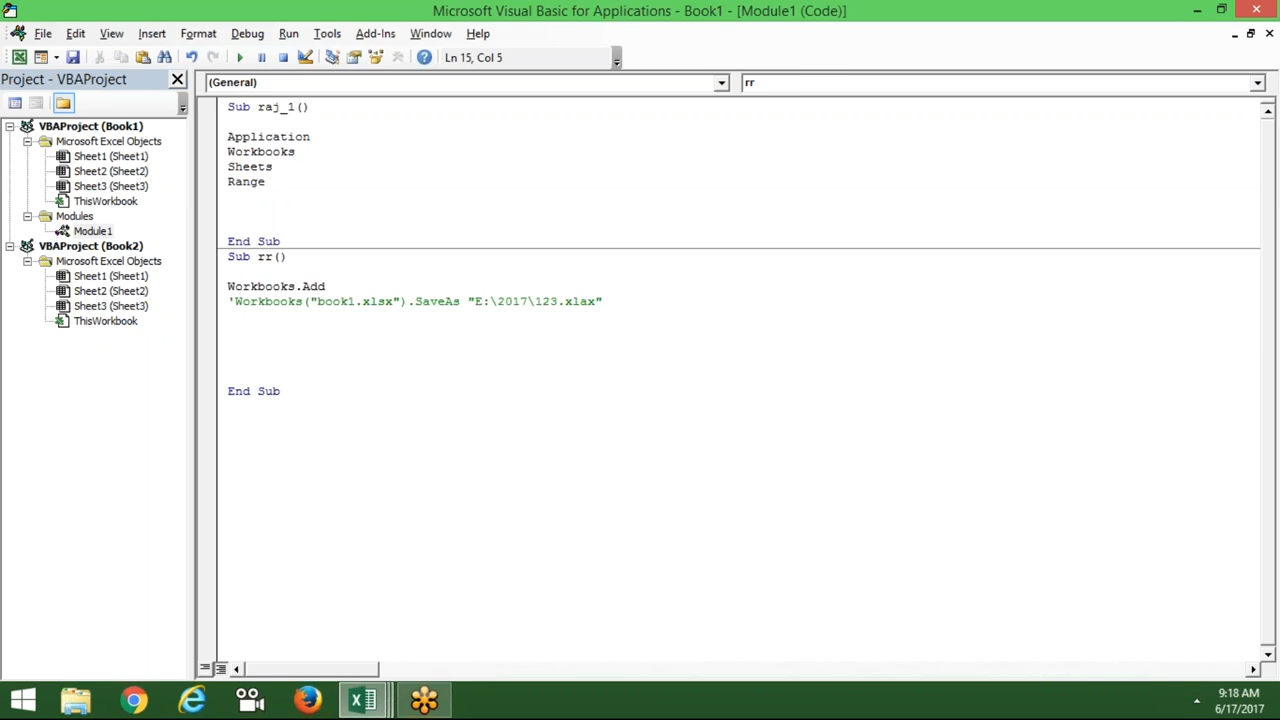 Microsoft Visual Basic for Applications - Book1 - [Module1 (Code)]
File Edit View Insert Format Debug Run Tools Add-Ins Window Help
Ln 15, Col 5
Project - VBAProject
(General)
rr
VBAProject (Book1)
Microsoft Excel Objects
Sheet1 (Sheet1)
Sheet2 (Sheet2)
Sheet3 (Sheet3)
ThisWorkbook
Modules
Module1
VBAProject (Book2)
Microsoft Excel Objects
Sheet1 (Sheet1)
Sheet2 (Sheet2)
Sheet3 (Sheet3)
ThisWorkbook
Sub raj_1()
Application
Workbooks
Sheets
Range
End Sub
Sub rr()
Workbooks.Add
'Workbooks("book1.xlsx").SaveAs "E:\2017\123.xlax"
End Sub
9:18 AM
6/17/2017